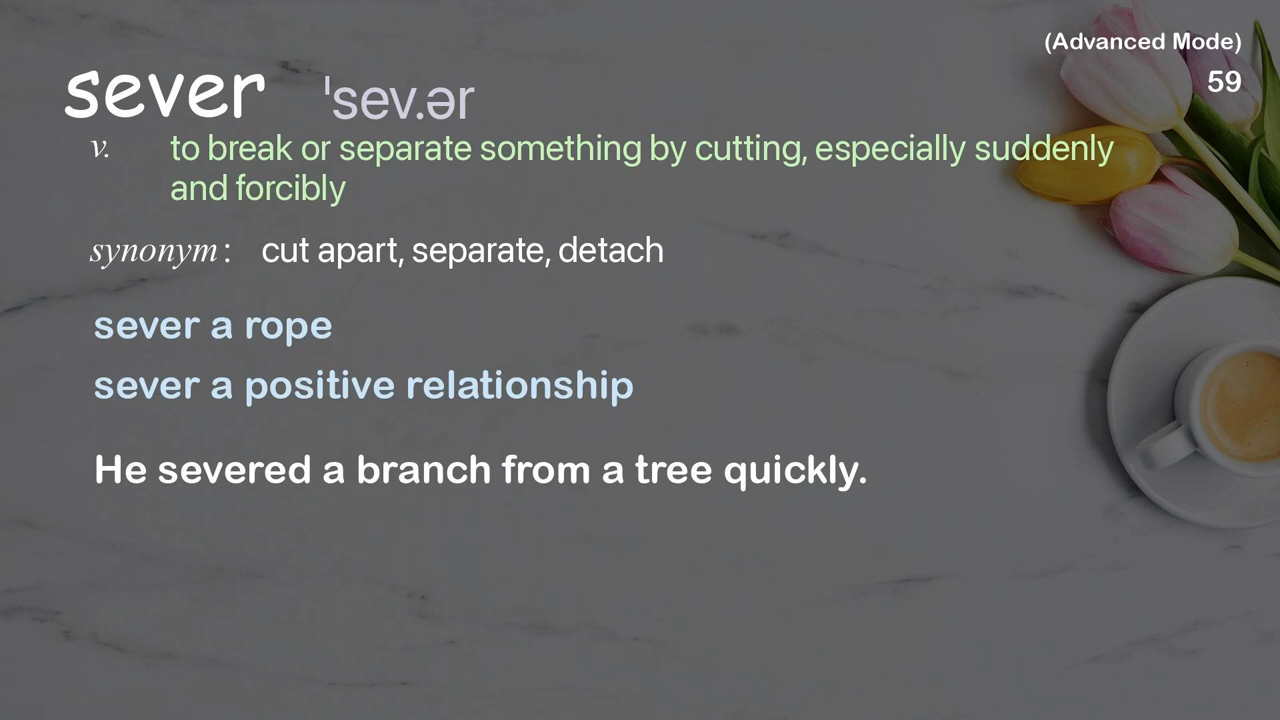 (Advanced Mode)
59
sever ˈsev.ər
v. to break or separate something by cutting, especially suddenly
and forcibly
synonym: cut apart, separate, detach
sever a rope
sever a positive relationship
He severed a branch from a tree quickly.